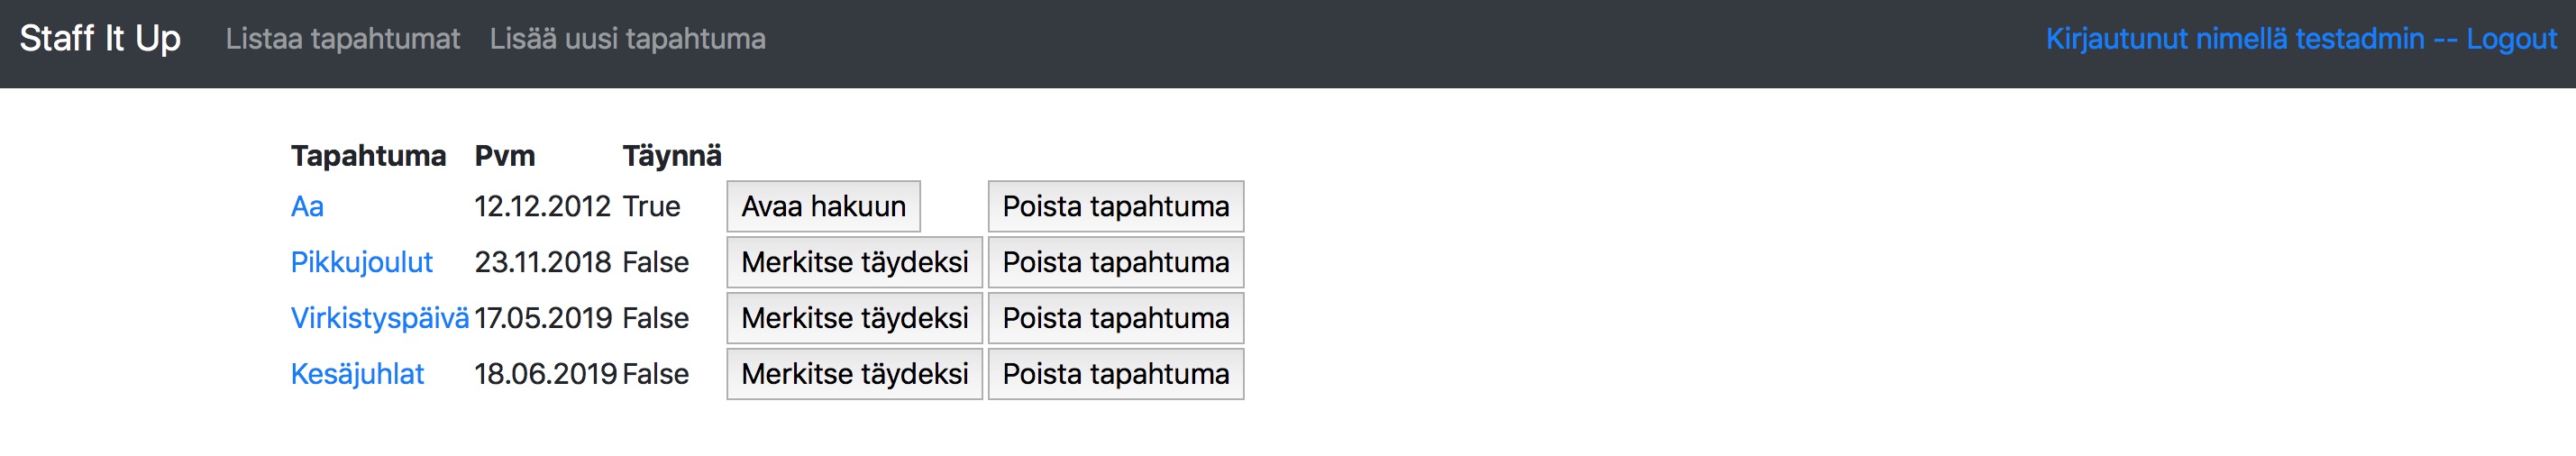 Staff It Up Listaa tapahtumat Lisää uusi tapahtuma Kirjautunut nimellä testadmin -- Logout
Tapahtuma Pvm Täynnä
Aa 12.12.2012 True Avaa hakuun Poista tapahtuma
Pikkujoulut 23.11.2018 False Merkitse täydeksi Poista tapahtuma
Virkistyspäivä 17.05.2019 False Merkitse täydeksi Poista tapahtuma
Kesäjuhlat 18.06.2019 False Merkitse täydeksi Poista tapahtuma